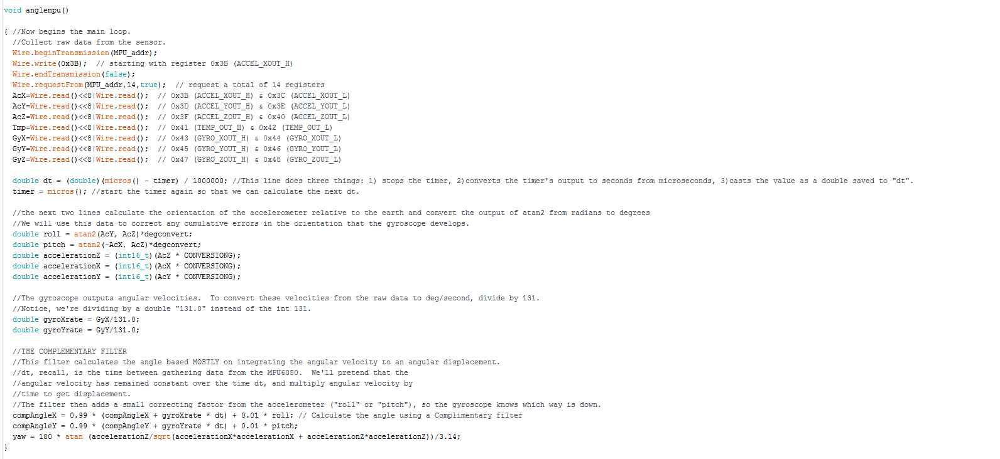 void anglempu()
{ //Now begins the main loop.
//Collect raw data from the sensor.
Wire.beginTransmission(MPU_addr);
Wire.write(0x3B);  // starting with register 0x3B (ACCEL_XOUT_H)
Wire.endTransmission(false);
Wire.requestFrom(MPU_addr,14,true);  // request a total of 14 registers
AcX=Wire.read()<<8|Wire.read();  // 0x3B (ACCEL_XOUT_H) & 0x3C (ACCEL_XOUT_L)
AcY=Wire.read()<<8|Wire.read();  // 0x3D (ACCEL_YOUT_H) & 0x3E (ACCEL_YOUT_L)
AcZ=Wire.read()<<8|Wire.read();  // 0x3F (ACCEL_ZOUT_H) & 0x40 (ACCEL_ZOUT_L)
Tmp=Wire.read()<<8|Wire.read();  // 0x41 (TEMP_OUT_H) & 0x42 (TEMP_OUT_L)
GyX=Wire.read()<<8|Wire.read();  // 0x43 (GYRO_XOUT_H) & 0x44 (GYRO_XOUT_L)
GyY=Wire.read()<<8|Wire.read();  // 0x45 (GYRO_YOUT_H) & 0x46 (GYRO_YOUT_L)
GyZ=Wire.read()<<8|Wire.read();  // 0x47 (GYRO_ZOUT_H) & 0x48 (GYRO_ZOUT_L)
double dt = (double)(micros() - timer) / 1000000; //This line does three things: 1) stops the timer, 2)converts the timer's output to seconds from microseconds, 3)casts the value as a double saved to "dt".
timer = micros(); //start the timer again so that we can calculate the next dt.
//the next two lines calculate the orientation of the accelerometer relative to the earth and convert the output of atan2 from radians to degrees
//We will use this data to correct any cumulative errors in the orientation that the gyroscope develops.
double roll = atan2(AcY, AcZ)*degconvert;
double pitch = atan2(-AcX, AcZ)*degconvert;
double accelerationZ = (int16_t)(AcZ * CONVERSIONG);
double accelerationX = (int16_t)(AcX * CONVERSIONG);
double accelerationY = (int16_t)(AcY * CONVERSIONG);
//The gyroscope outputs angular velocities.  To convert these velocities from the raw data to deg/second, divide by 131.
//Notice, we're dividing by a double "131.0" instead of the int 131.
double gyroXrate = GyX/131.0;
double gyroYrate = GyY/131.0;
//THE COMPLEMENTARY FILTER
//This filter calculates the angle based MOSTLY on integrating the angular velocity to an angular displacement.
//dt, recall, is the time between gathering data from the MPU6050.  We'll pretend that the
//angular velocity has remained constant over the time dt, and multiply angular velocity by
//time to get displacement.
//The filter then adds a small correcting factor from the accelerometer ("roll" or "pitch"), so the gyroscope knows which way is down.
compAngleX = 0.99 * (compAngleX + gyroXrate * dt) + 0.01 * roll; // Calculate the angle using a Complimentary filter
compAngleY = 0.99 * (compAngleY + gyroYrate * dt) + 0.01 * pitch;
yaw = 180 * atan (accelerationZ/sqrt(accelerationX*accelerationX + accelerationZ*accelerationZ))/3.14;
}